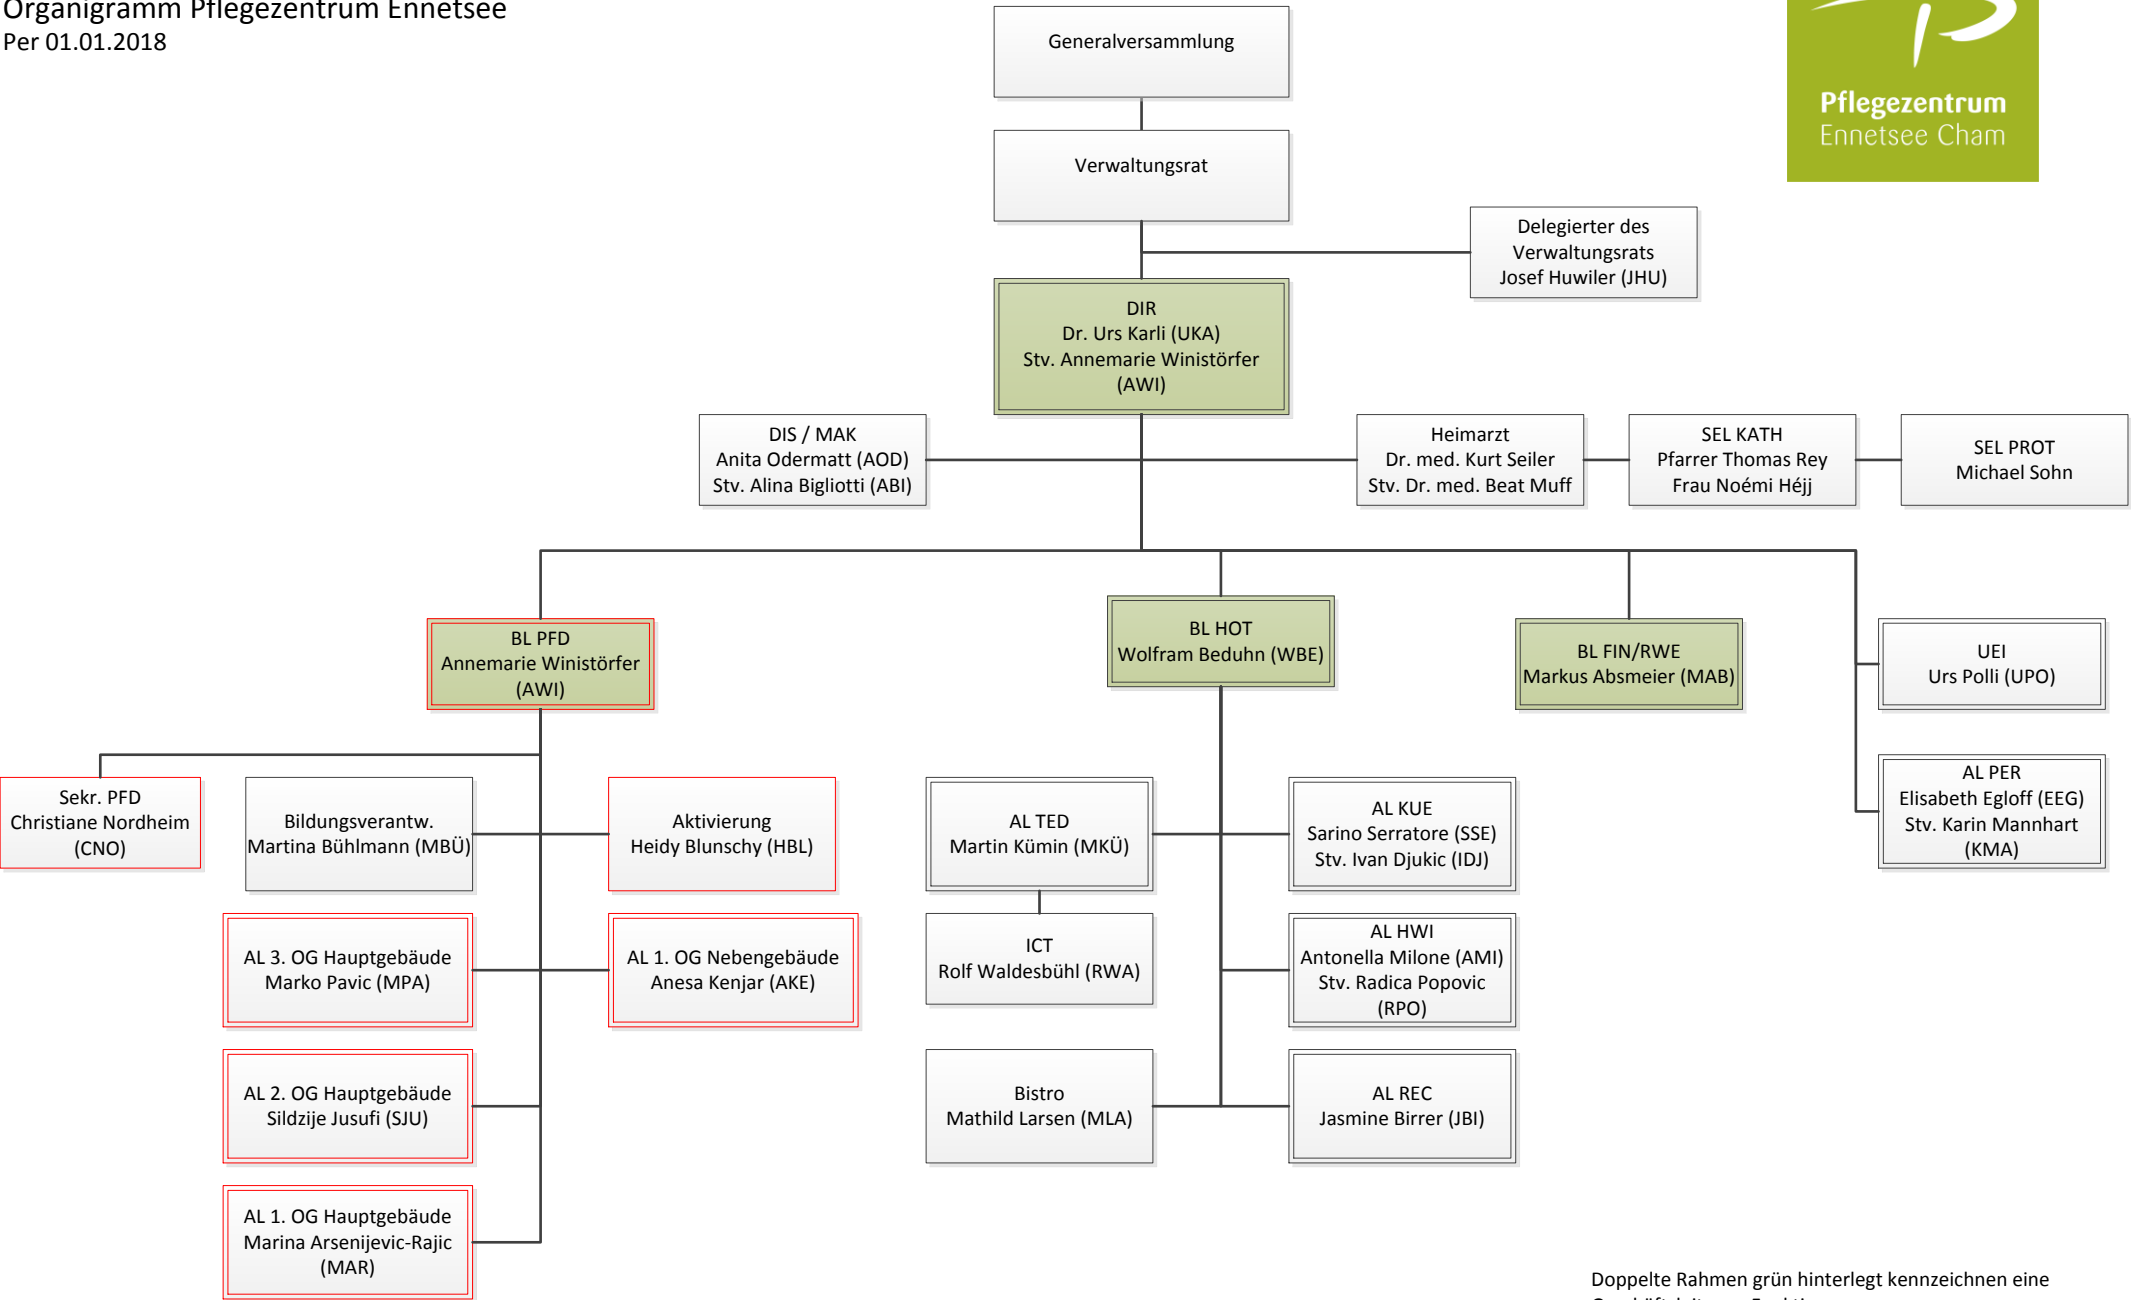 Organigramm Pflegezentrum Ennetsee
Per 01.01.2018
Generalversammlung
Pflegezentrum
Ennetsee Cham
Verwaltungsrat
Delegierter des
Verwaltungsrats
Josef Huwiler (JHU)
DIR
Dr. Urs Karli (UKA)
Stv. Annemarie Winistörfer
(AWI)
DIS / MAK
Anita Odermatt (AOD)
Stv. Alina Bigliotti (ABI)
Heimarzt
Dr. med. Kurt Seiler
Stv. Dr. med. Beat Muff
SEL KATH
Pfarrer Thomas Rey
Frau Noémi Héjj
SEL PROT
Michael Sohn
BL PFD
Annemarie Winistörfer
(AWI)
BL HOT
Wolfram Beduhn (WBE)
BL FIN/RWE
Markus Absmeier (MAB)
UEI
Urs Polli (UPO)
Sekr. PFD
Christiane Nordheim
(CNO)
Bildungsverantw.
Martina Bühlmann (MBÜ)
Aktivierung
Heidy Blunschy (HBL)
AL TED
Martin Kümin (MKÜ)
AL KUE
Sarino Serratore (SSE)
Stv. Ivan Djukic (IDJ)
AL PER
Elisabeth Egloff (EEG)
Stv. Karin Mannhart
(KMA)
AL 3. OG Hauptgebäude
Marko Pavic (MPA)
AL 1. OG Nebengebäude
Anesa Kenjar (AKE)
ICT
Rolf Waldesbühl (RWA)
AL HWI
Antonella Milone (AMI)
Stv. Radica Popovic
(RPO)
AL 2. OG Hauptgebäude
Sildzije Jusufi (SJU)
Bistro
Mathild Larsen (MLA)
AL REC
Jasmine Birrer (JBI)
AL 1. OG Hauptgebäude
Marina Arsenijevic-Rajic
(MAR)
Doppelte Rahmen grün hinterlegt kennzeichnen eine